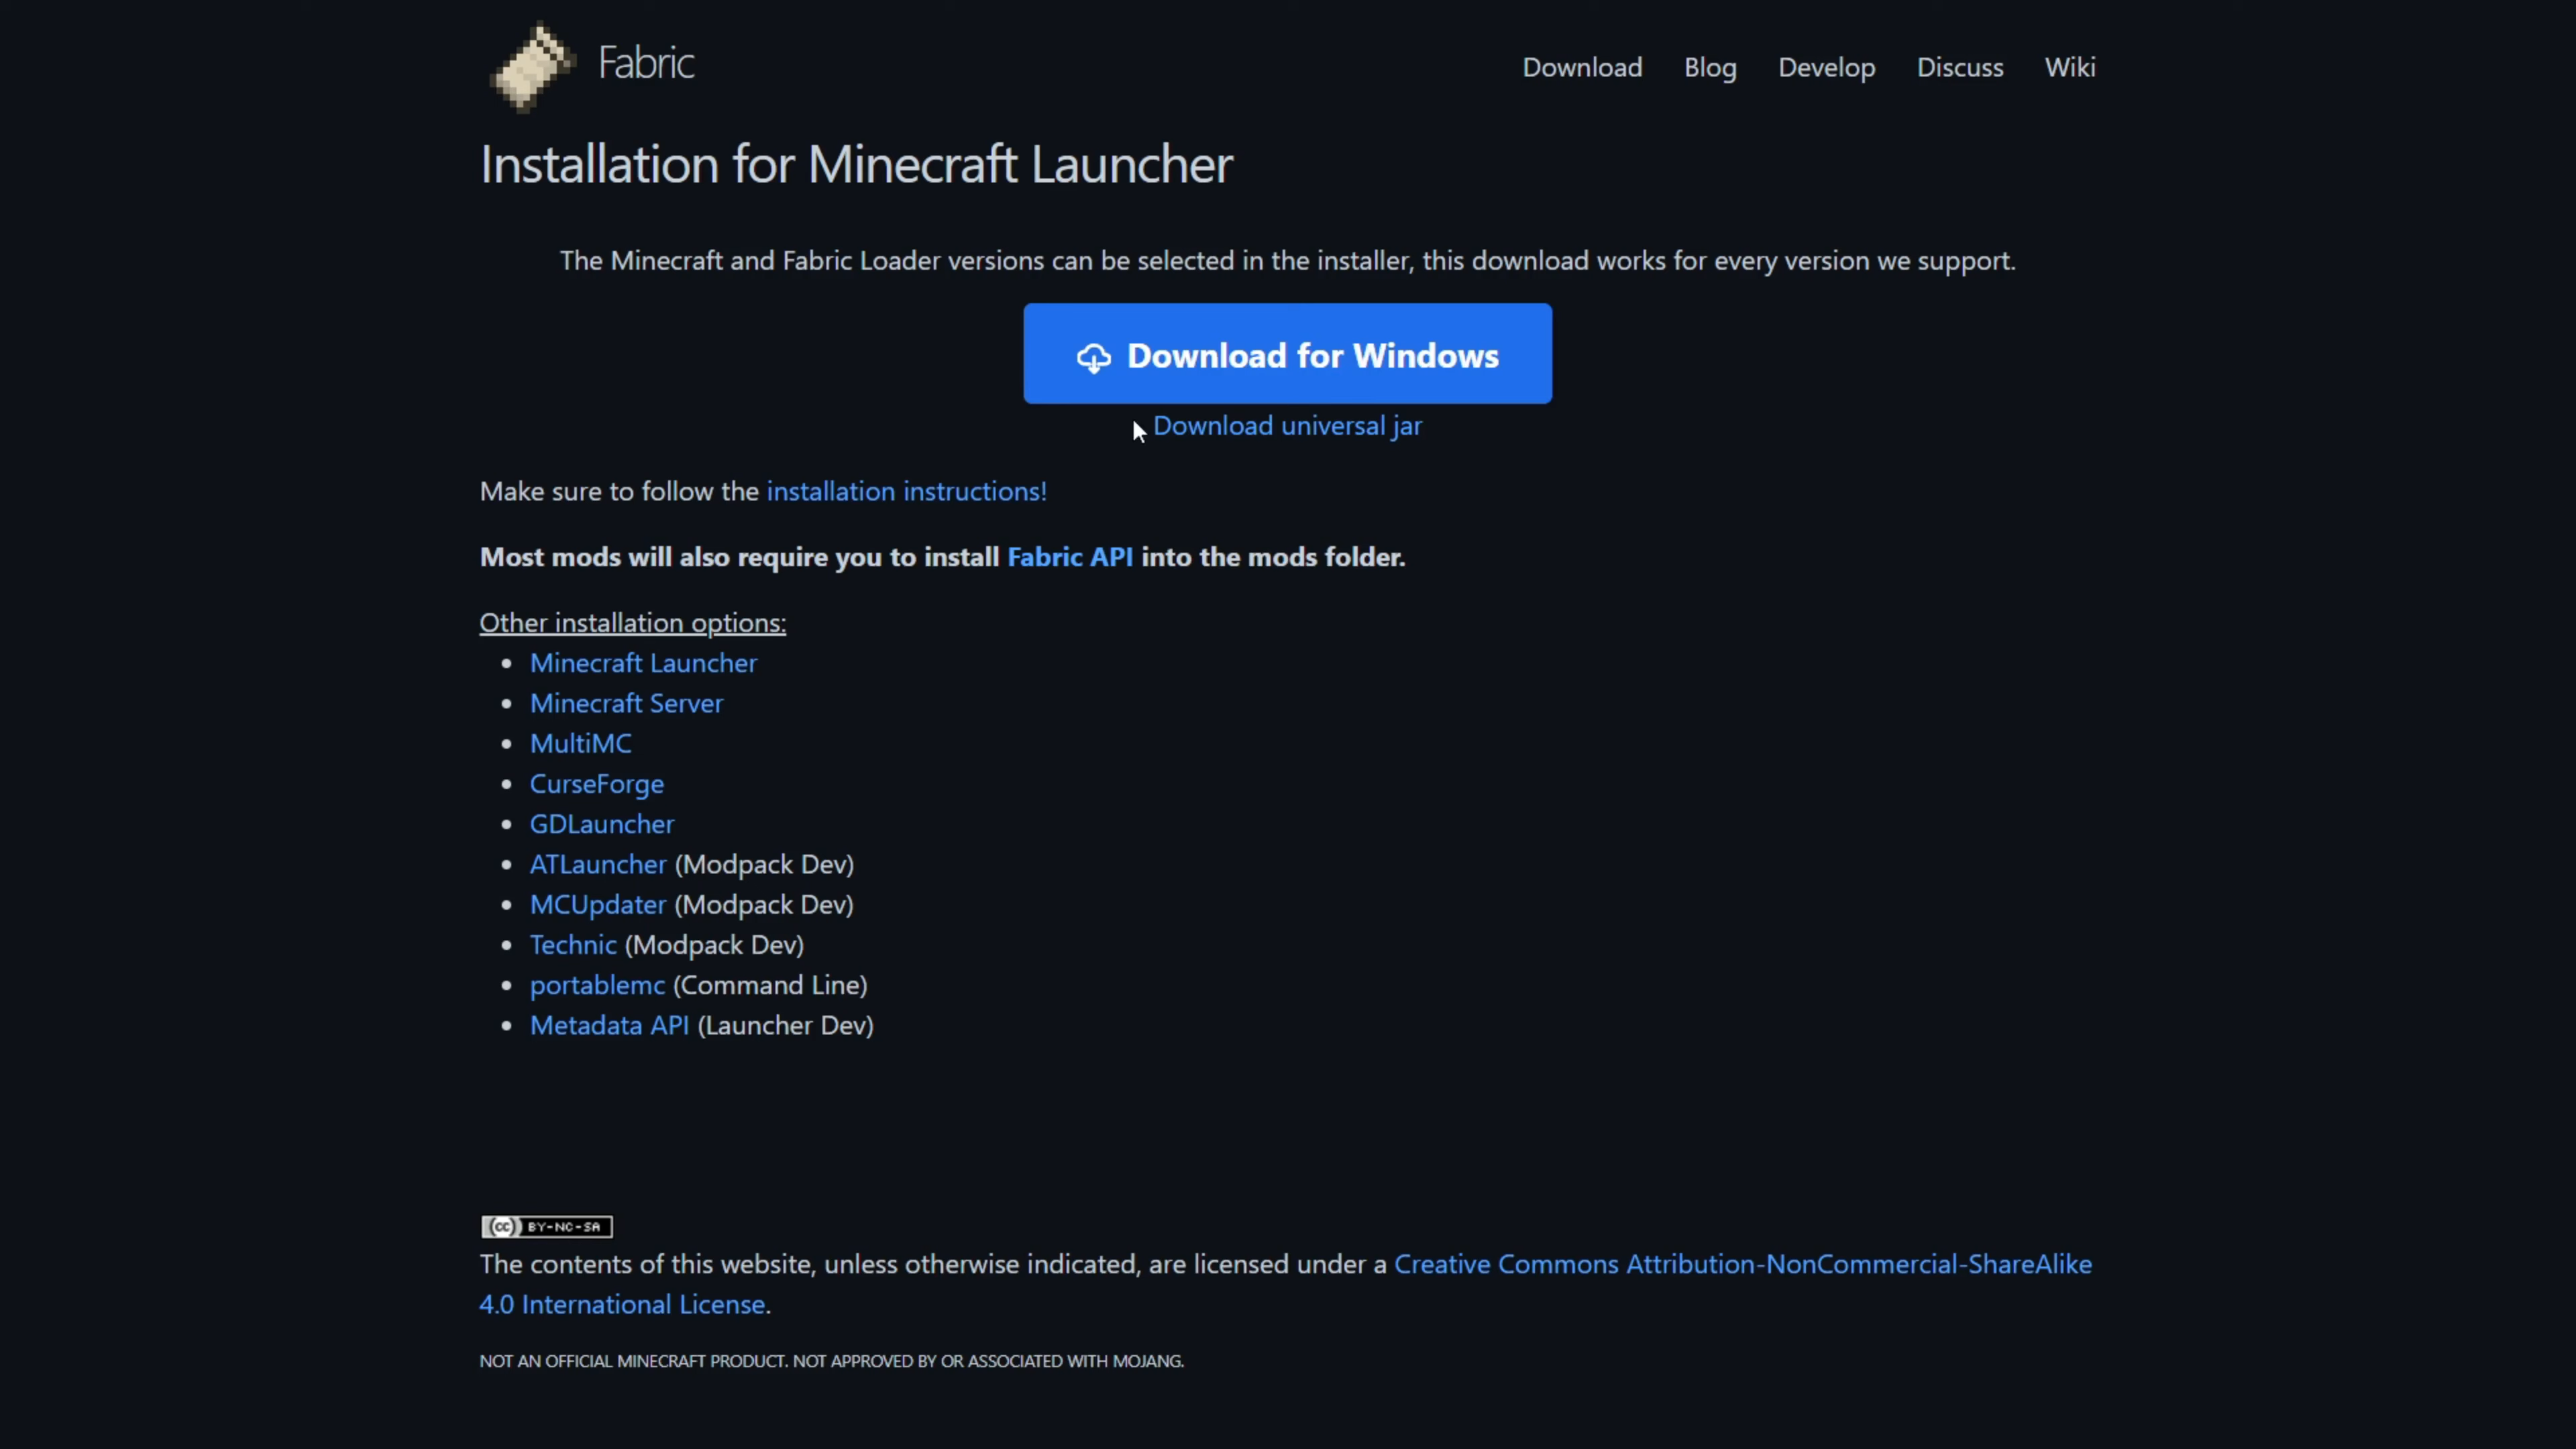 Fabric
Download Blog Develop Discuss Wiki
Installation for Minecraft Launcher
The Minecraft and Fabric Loader versions can be selected in the installer, this download works for every version we support.
Download for Windows
Download universal jar
Make sure to follow the installation instructions!
Most mods will also require you to install Fabric API into the mods folder.
Other installation options:
Minecraft Launcher
Minecraft Server
MultiMC
CurseForge
GDLauncher
ATLauncher (Modpack Dev)
MCUpdater (Modpack Dev)
Technic (Modpack Dev)
portablemc (Command Line)
Metadata API (Launcher Dev)
cc BY-NC-SA
The contents of this website, unless otherwise indicated, are licensed under a Creative Commons Attribution-NonCommercial-ShareAlike
4.0 International License.
NOT AN OFFICIAL MINECRAFT PRODUCT. NOT APPROVED BY OR ASSOCIATED WITH MOJANG.